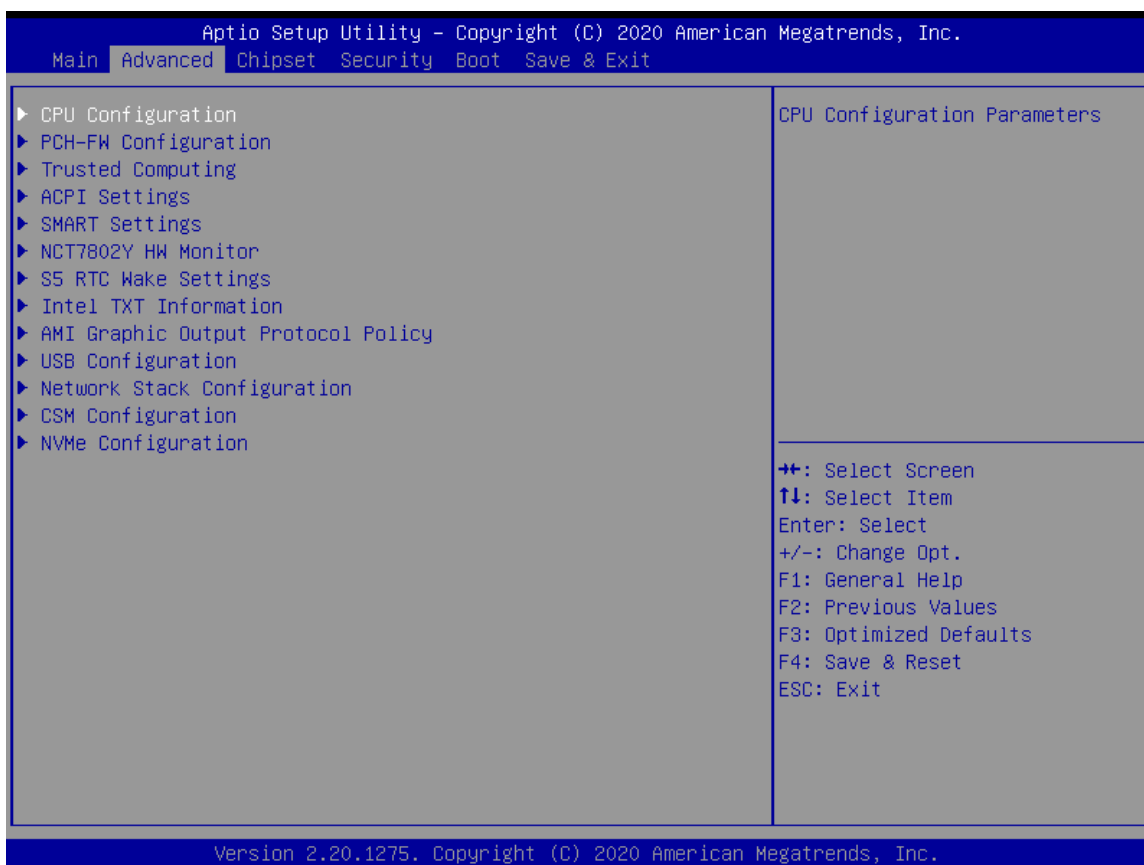 Aptio Setup Utility – Copyright (C) 2020 American Megatrends, Inc.
Main Advanced Chipset Security Boot Save & Exit
▶ CPU Configuration
▶ PCH-FW Configuration
▶ Trusted Computing
▶ ACPI Settings
▶ SMART Settings
▶ NCT7802Y HW Monitor
▶ S5 RTC Wake Settings
▶ Intel TXT Information
▶ AMI Graphic Output Protocol Policy
▶ USB Configuration
▶ Network Stack Configuration
▶ CSM Configuration
▶ NVMe Configuration
CPU Configuration Parameters
→←: Select Screen
↑↓: Select Item
Enter: Select
+/-: Change Opt.
F1: General Help
F2: Previous Values
F3: Optimized Defaults
F4: Save & Reset
ESC: Exit
Version 2.20.1275. Copyright (C) 2020 American Megatrends, Inc.